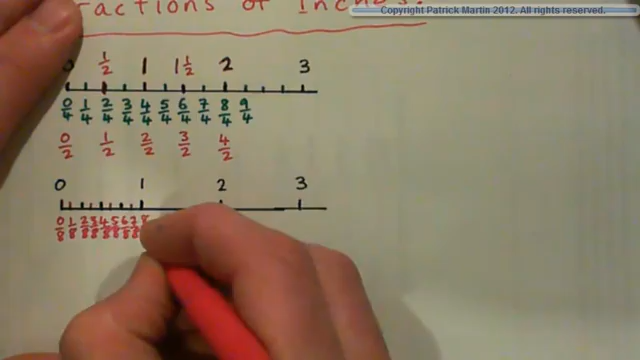 Fractions of Inches.
Copyright Patrick Martin 2012. All rights reserved.
0 1/2 1 1 1/2 2 3
0/4 1/4 2/4 3/4 4/4 5/4 6/4 7/4 8/4 9/4
0/2 1/2 2/2 3/2 4/2
0 1 2 3
0/8 1/8 2/8 3/8 4/8 5/8 6/8 7/8 8